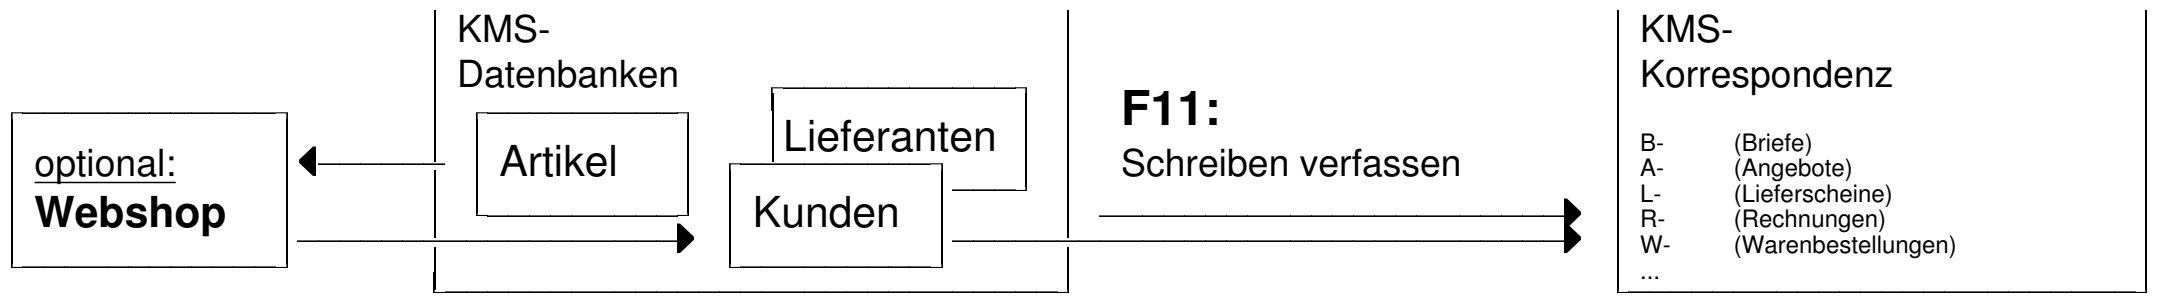 optional:
Webshop
KMS-
Datenbanken
Artikel
Lieferanten
Kunden
F11:
Schreiben verfassen
KMS-
Korrespondenz
B- (Briefe)
A- (Angebote)
L- (Lieferscheine)
R- (Rechnungen)
W- (Warenbestellungen)
...